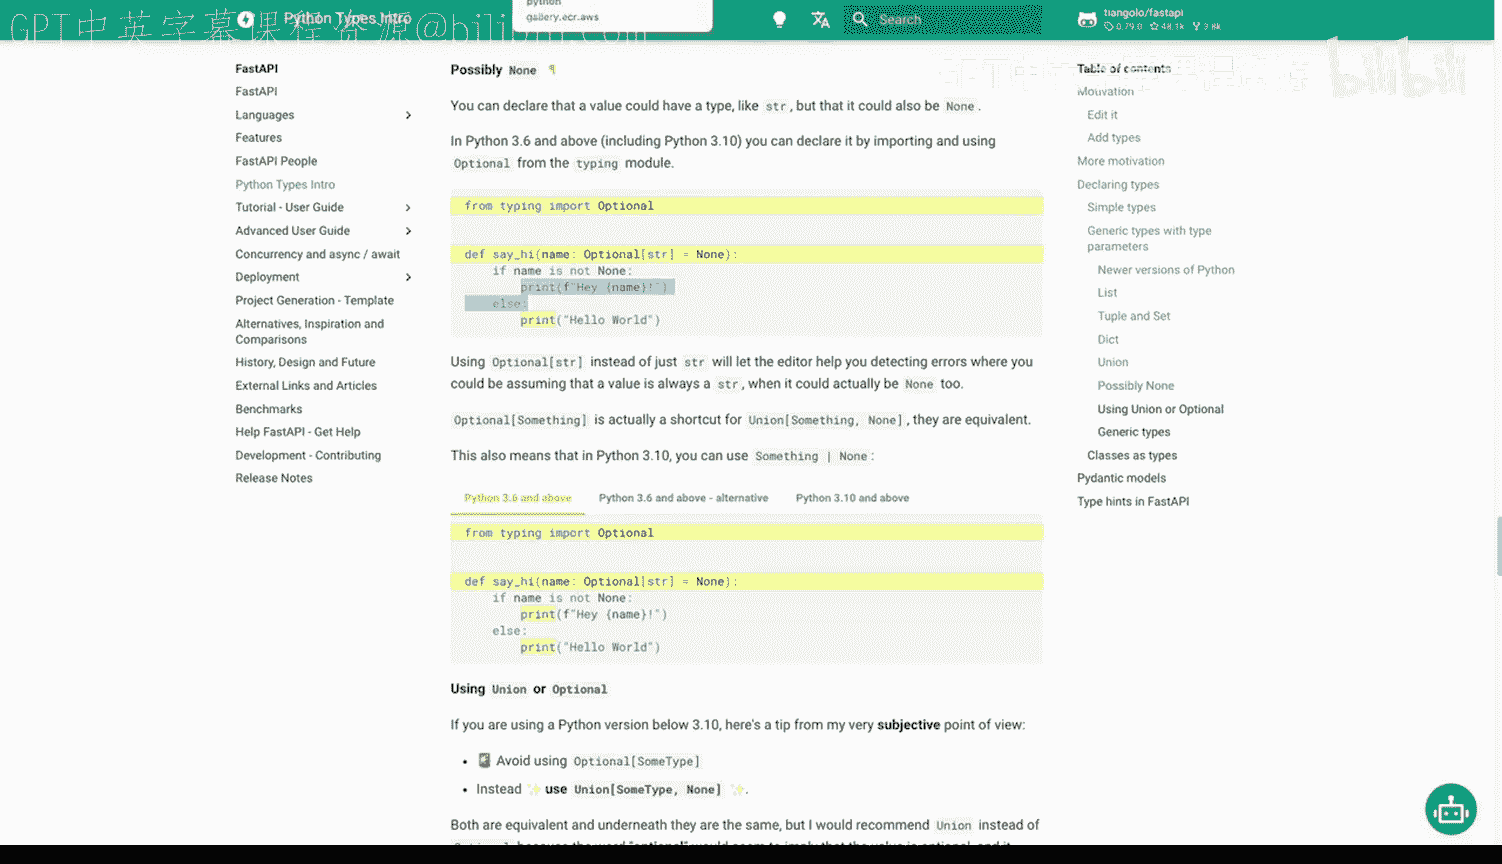 GPT中英字幕课程资源@bilibili.com
Python Types Intro
python
gallery.ecr.aws
Search
tiangolo/fastapi
0.79.0 48.1k 3.8k
FastAPI
FastAPI
Languages
Features
FastAPI People
Python Types Intro
Tutorial - User Guide
Advanced User Guide
Concurrency and async / await
Deployment
Project Generation - Template
Alternatives, Inspiration and
Comparisons
History, Design and Future
External Links and Articles
Benchmarks
Help FastAPI - Get Help
Development - Contributing
Release Notes
Possibly None ¶
You can declare that a value could have a type, like str, but that it could also be None.
In Python 3.6 and above (including Python 3.10) you can declare it by importing and using
Optional from the typing module.
from typing import Optional
def say_hi(name: Optional[str] = None):
if name is not None:
print(f"Hey {name}!")
else:
print("Hello World")
Using Optional[str] instead of just str will let the editor help you detecting errors where you
could be assuming that a value is always a str, when it could actually be None too.
Optional[Something] is actually a shortcut for Union[Something, None], they are equivalent.
This also means that in Python 3.10, you can use Something | None:
Python 3.6 and above Python 3.6 and above - alternative Python 3.10 and above
from typing import Optional
def say_hi(name: Optional[str] = None):
if name is not None:
print(f"Hey {name}!")
else:
print("Hello World")
Using Union or Optional
If you are using a Python version below 3.10, here's a tip from my very subjective point of view:
Avoid using Optional[SomeType]
Instead ✨ use Union[SomeType, None] ✨.
Both are equivalent and underneath they are the same, but I would recommend Union instead of
Table of contents
Motivation
Edit it
Add types
More motivation
Declaring types
Simple types
Generic types with type
parameters
Newer versions of Python
List
Tuple and Set
Dict
Union
Possibly None
Using Union or Optional
Generic types
Classes as types
Pydantic models
Type hints in FastAPI
bilibili